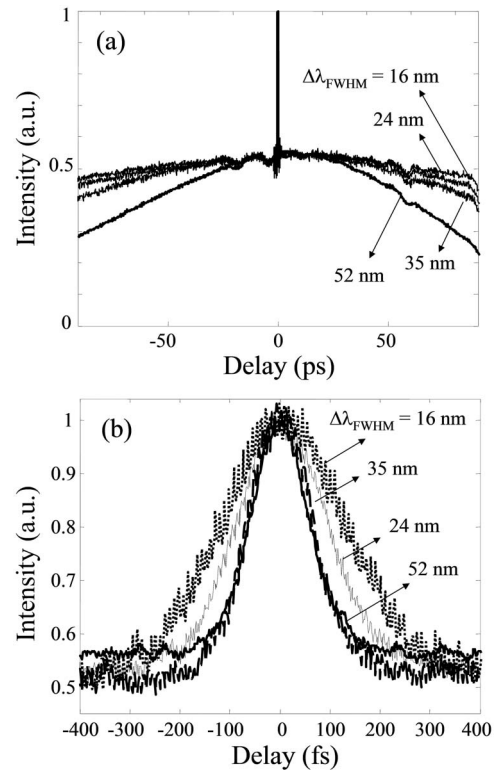 (a)
1
0.5
0
Intensity (a.u.)
Δλ_FWHM = 16 nm
24 nm
35 nm
52 nm
-50 0 50
Delay (ps)
(b)
1
0.9
0.8
0.7
0.6
0.5
Intensity (a.u.)
Δλ_FWHM = 16 nm
35 nm
24 nm
52 nm
-400 -300 -200 -100 0 100 200 300 400
Delay (fs)